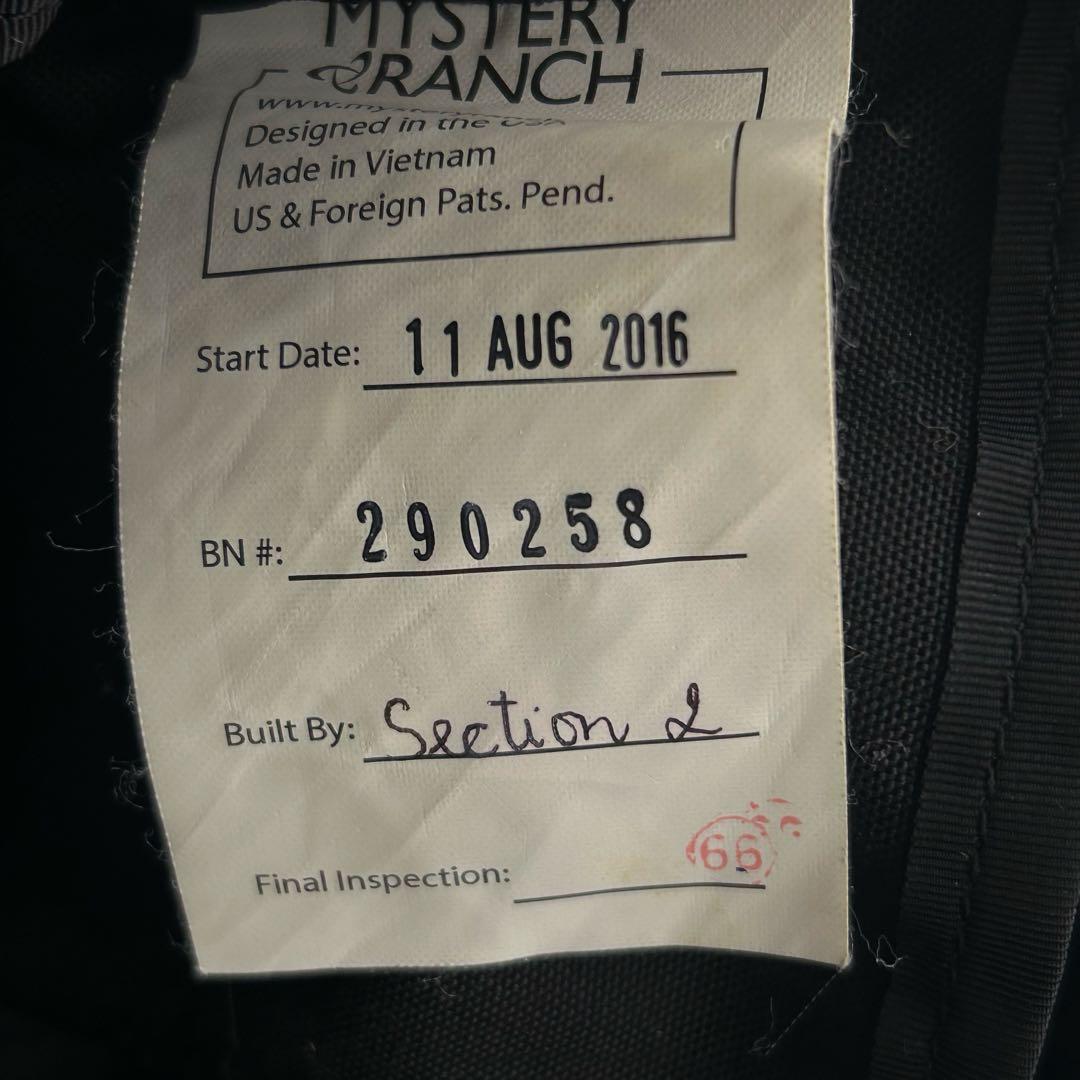 MYSTERY
RANCH
Designed in the USA
Made in Vietnam
US & Foreign Pats. Pend.
Start Date: 11 AUG 2016
BN #: 290258
Built By: Section 2
Final Inspection: 66